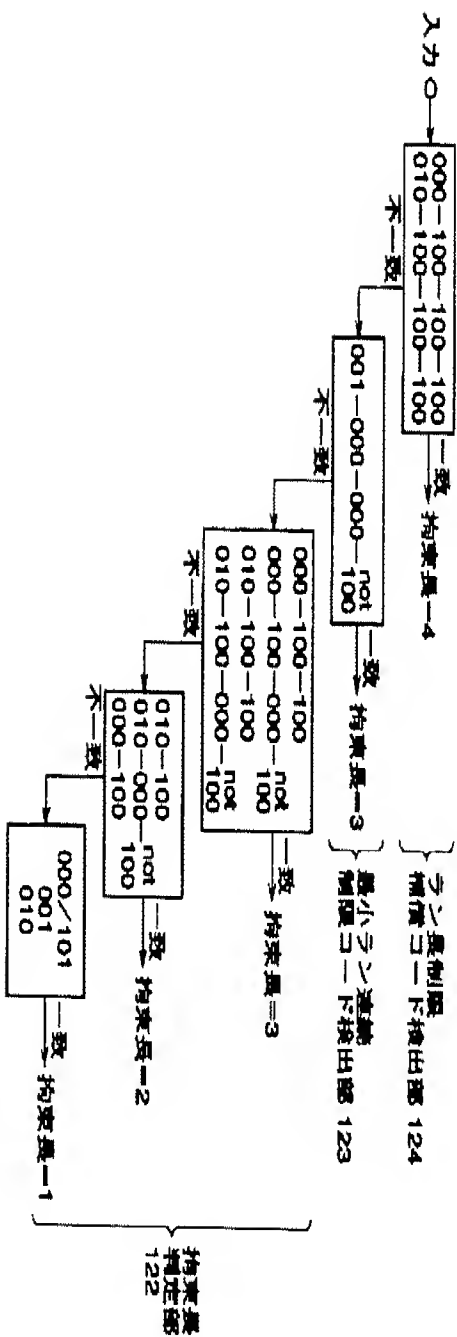 入力
000—100—100—100
010—100—100—100
一致
拘束長=4
ラン長制限
補償コード検出部 124
不一致
001—000—000—not
100
一致
拘束長=3
最小ラン連続
制限コード検出部 123
不一致
000—100—100
000—100—000—not
100
010—100—100
010—100—000—not
100
一致
拘束長=3
不一致
010—100
010—000—not
100
000—100
一致
拘束長=2
不一致
000/101
001
010
一致
拘束長=1
拘束長
判定部
122